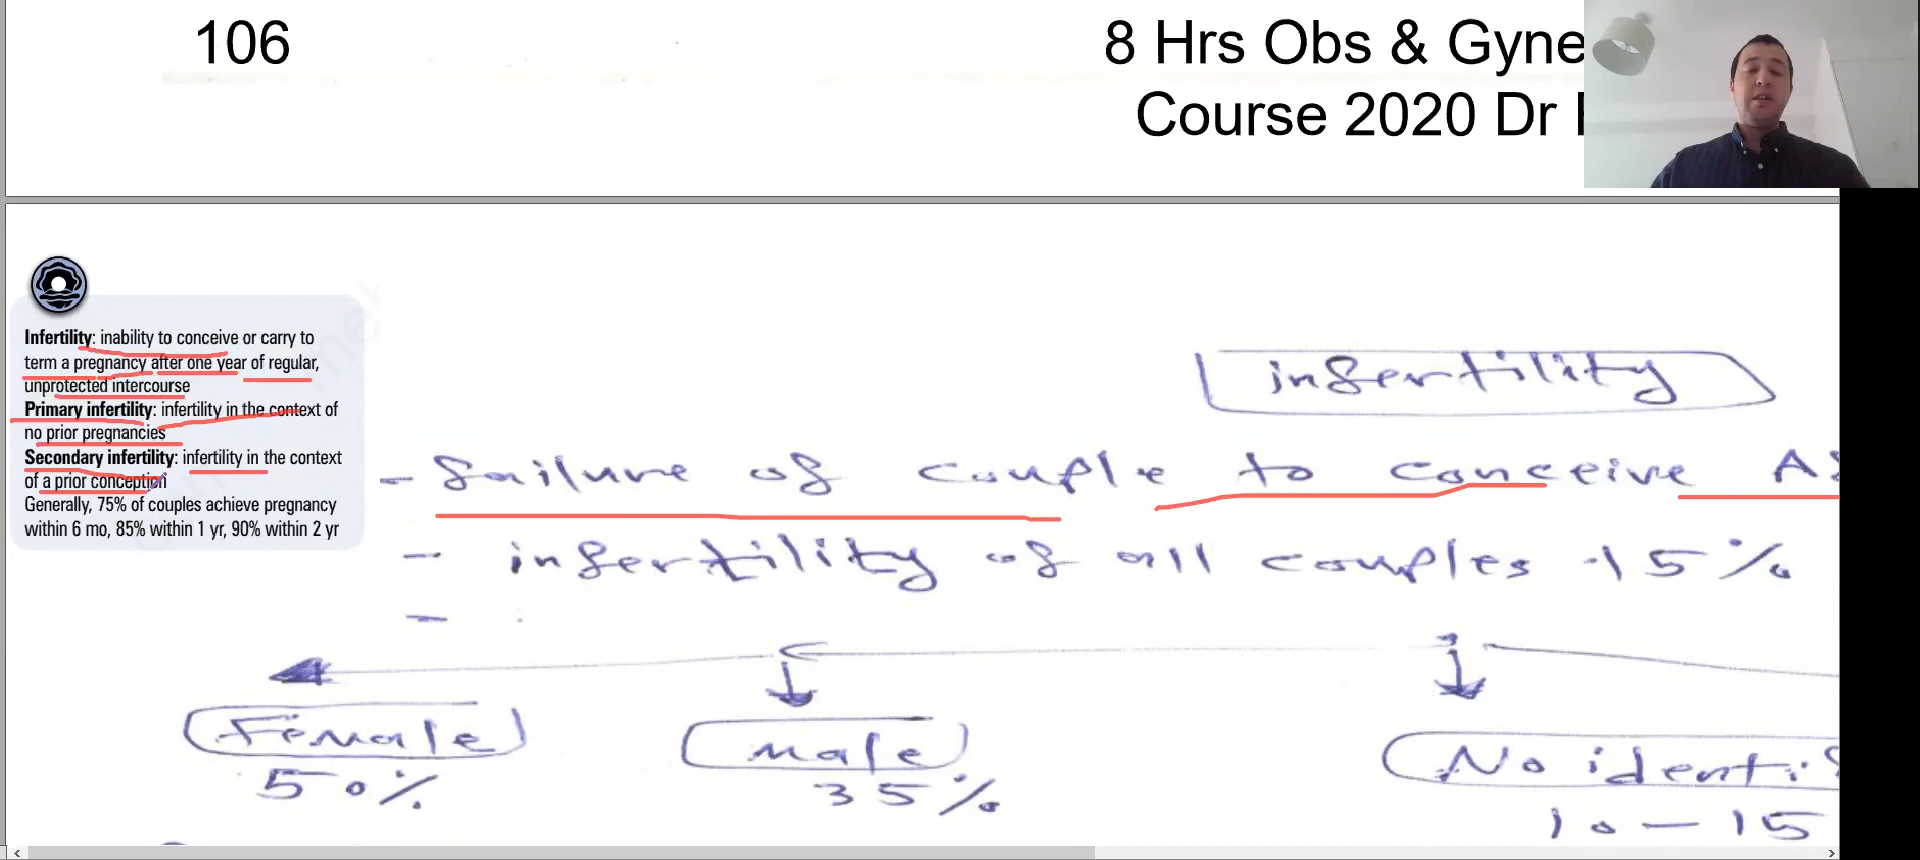 106
8 Hrs Obs & Gyne
Course 2020 Dr
Infertility: inability to conceive or carry to
term a pregnancy after one year of regular,
unprotected intercourse
Primary infertility: infertility in the context of
no prior pregnancies
Secondary infertility: infertility in the context
of a prior conception
Generally, 75% of couples achieve pregnancy
within 6 mo, 85% within 1 yr, 90% within 2 yr
infertility
- failure of couple to conceive
- infertility of all couples 15%
-
Female
male
No
50%
35%
10-15